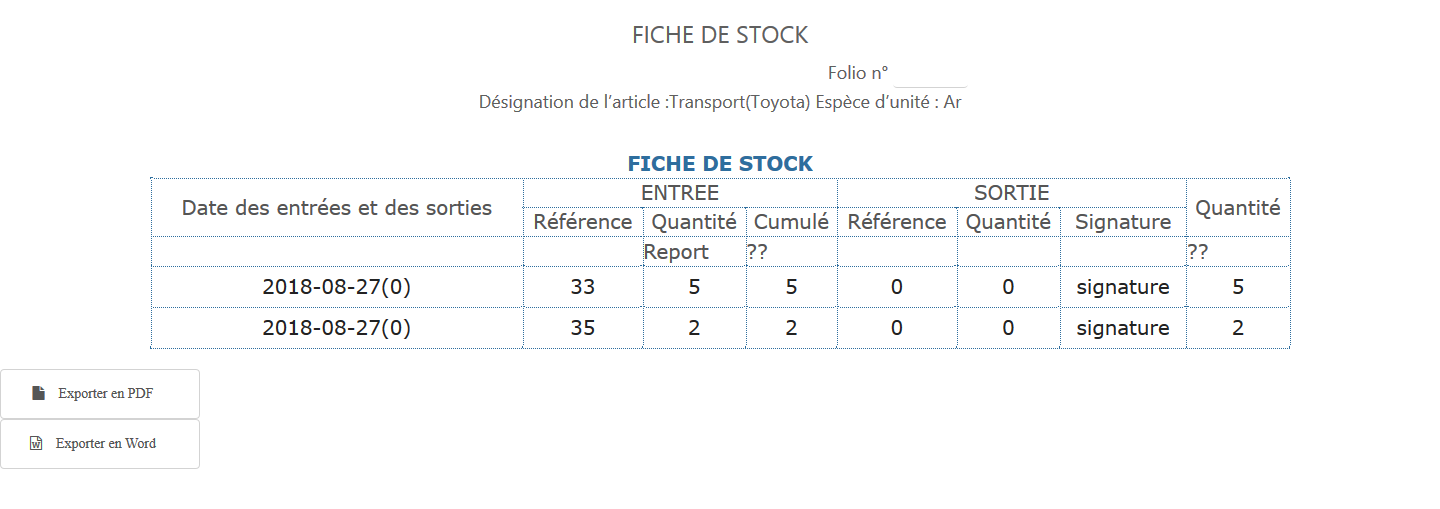 FICHE DE STOCK
Folio n°
Désignation de l’article :Transport(Toyota) Espèce d’unité : Ar
FICHE DE STOCK
Date des entrées et des sorties ENTREE SORTIE Quantité
Référence Quantité Cumulé Référence Quantité Signature
Report ?? ??
2018-08-27(0) 33 5 5 0 0 signature 5
2018-08-27(0) 35 2 2 0 0 signature 2
Exporter en PDF
Exporter en Word